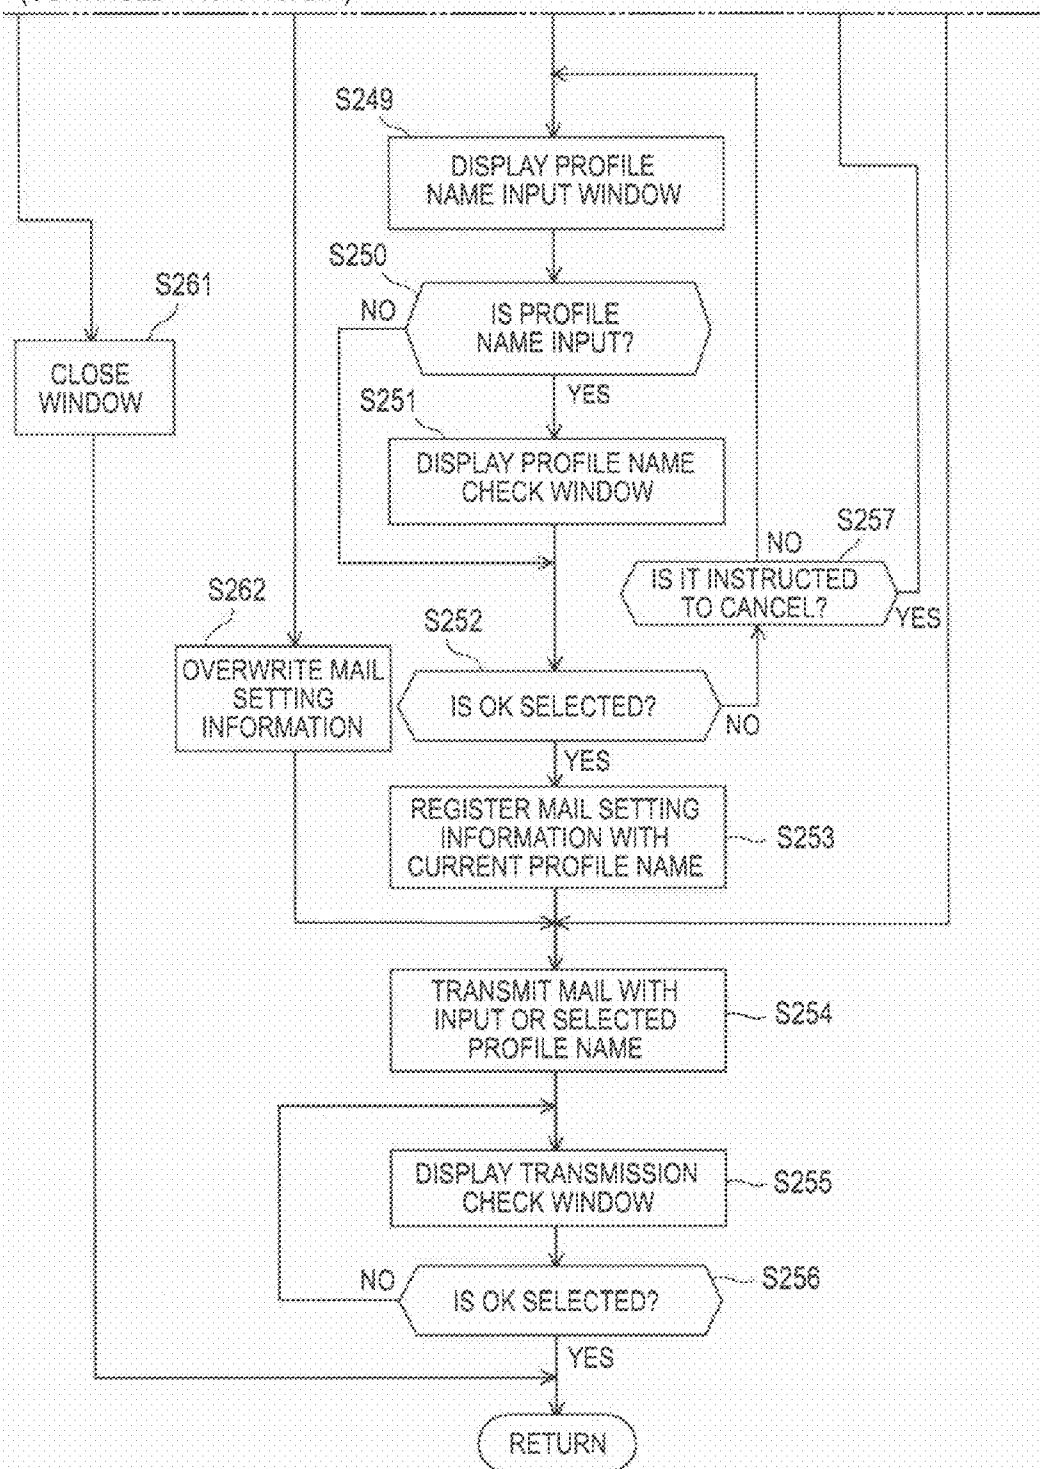 S249
DISPLAY PROFILE
NAME INPUT WINDOW
S250
NO
IS PROFILE
NAME INPUT?
S261
CLOSE
WINDOW
YES
S251
DISPLAY PROFILE NAME
CHECK WINDOW
S257
NO
IS IT INSTRUCTED
TO CANCEL?
YES
S262
OVERWRITE MAIL
SETTING
INFORMATION
S252
IS OK SELECTED?
NO
YES
REGISTER MAIL SETTING
INFORMATION WITH
CURRENT PROFILE NAME
S253
TRANSMIT MAIL WITH
INPUT OR SELECTED
PROFILE NAME
S254
DISPLAY TRANSMISSION
CHECK WINDOW
S255
NO
IS OK SELECTED?
S256
YES
RETURN